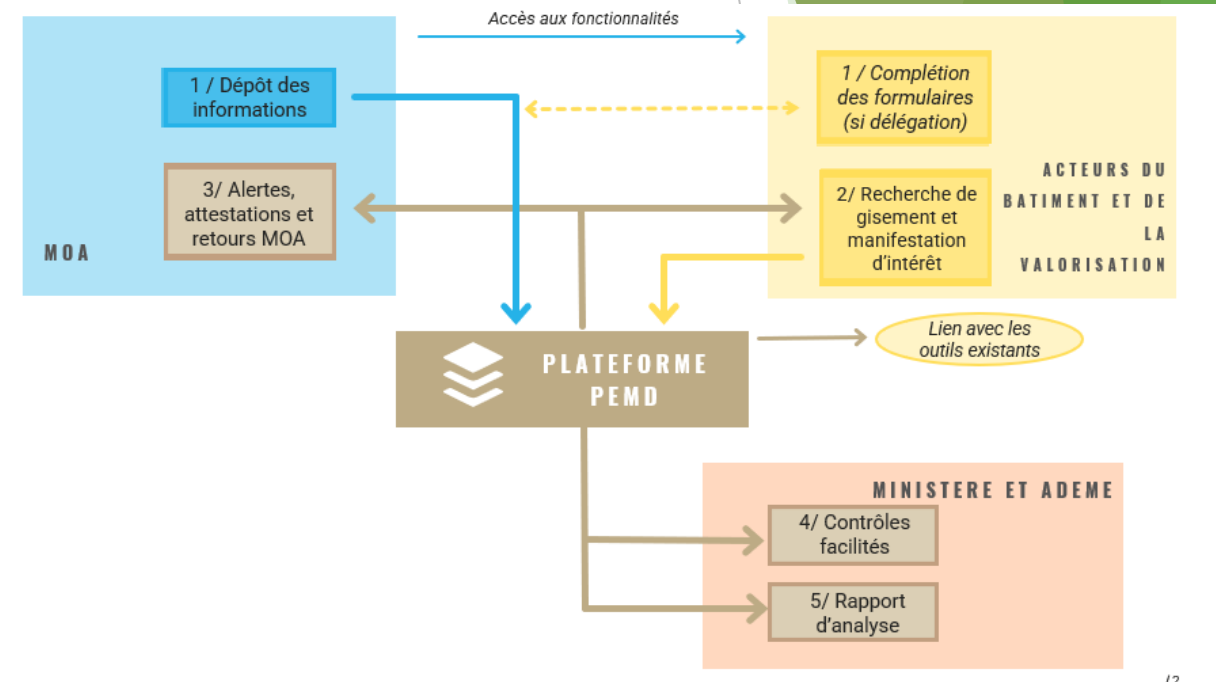 Accès aux fonctionnalités
1 / Dépôt des
informations
3/ Alertes,
attestations et
retours MOA
MOA
1 / Complétion
des formulaires
(si délégation)
2/ Recherche de
gisement et
manifestation
d'intérêt
ACTEURS DU
BATIMENT ET DE
LA
VALORISATION
PLATEFORME
PEMD
Lien avec les
outils existants
MINISTERE ET ADEME
4/ Contrôles
facilités
5/ Rapport
d'analyse